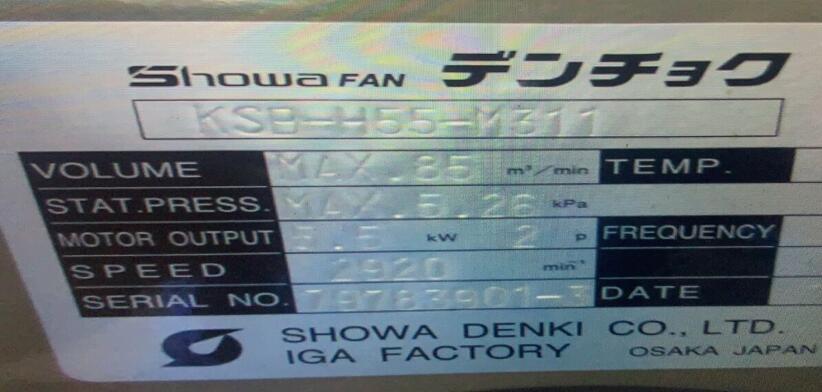 Showa FAN デンチョク
KSB-H55-M311
VOLUME MAX.85 m³/min TEMP.
STAT.PRESS. MAX.5.26 kPa
MOTOR OUTPUT 5.5 kW 2 P FREQUENCY
SPEED 2920 min⁻¹
SERIAL NO. 79783901-3 DATE
SHOWA DENKI CO., LTD.
IGA FACTORY OSAKA JAPAN